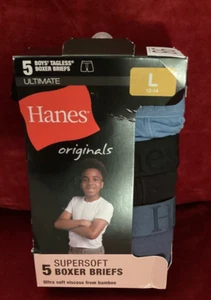 5 BOYS' TAGLESS®
BOXER BRIEFS
ULTIMATE
L
Hanes
originals
5 SUPERSOFT
BOXER BRIEFS
Ultra soft viscose from bamboo